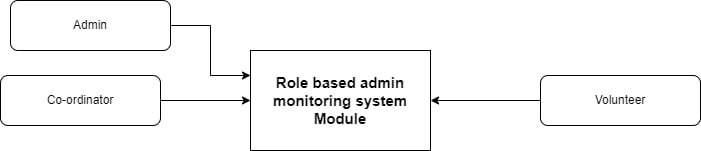 Admin
Co-ordinator
Role based admin
monitoring system
Module
Volunteer